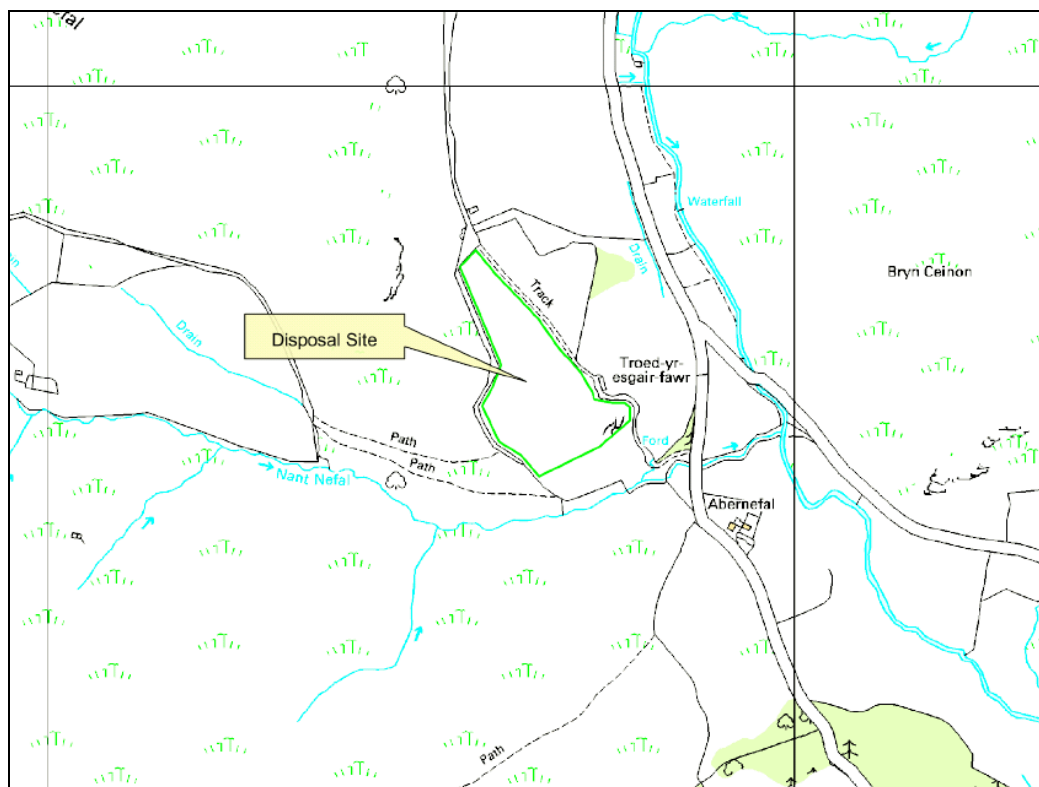 Waterfall
Drain
Bryn Ceinon
Track
Drain
Disposal Site
Troed-yr-
esgair-fawr
Path
Ford
Path
Nant Nefal
Abernefal
Path